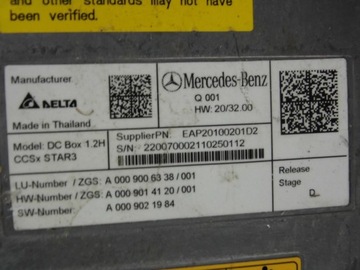 and other standards may not have
been verified.
Manufacturer
DELTA
Made in Thailand
Mercedes-Benz
Q 001
HW: 20/32.00
Model: DC Box 1.2H
CCSx STAR3
SupplierPN: EAP20100201D2
S/N: 220070002110250112
LU-Number / ZGS: A 000 900 63 38 / 001
HW-Number / ZGS: A 000 901 41 20 / 001
SW-Number: A 000 902 19 84
Release
Stage
D